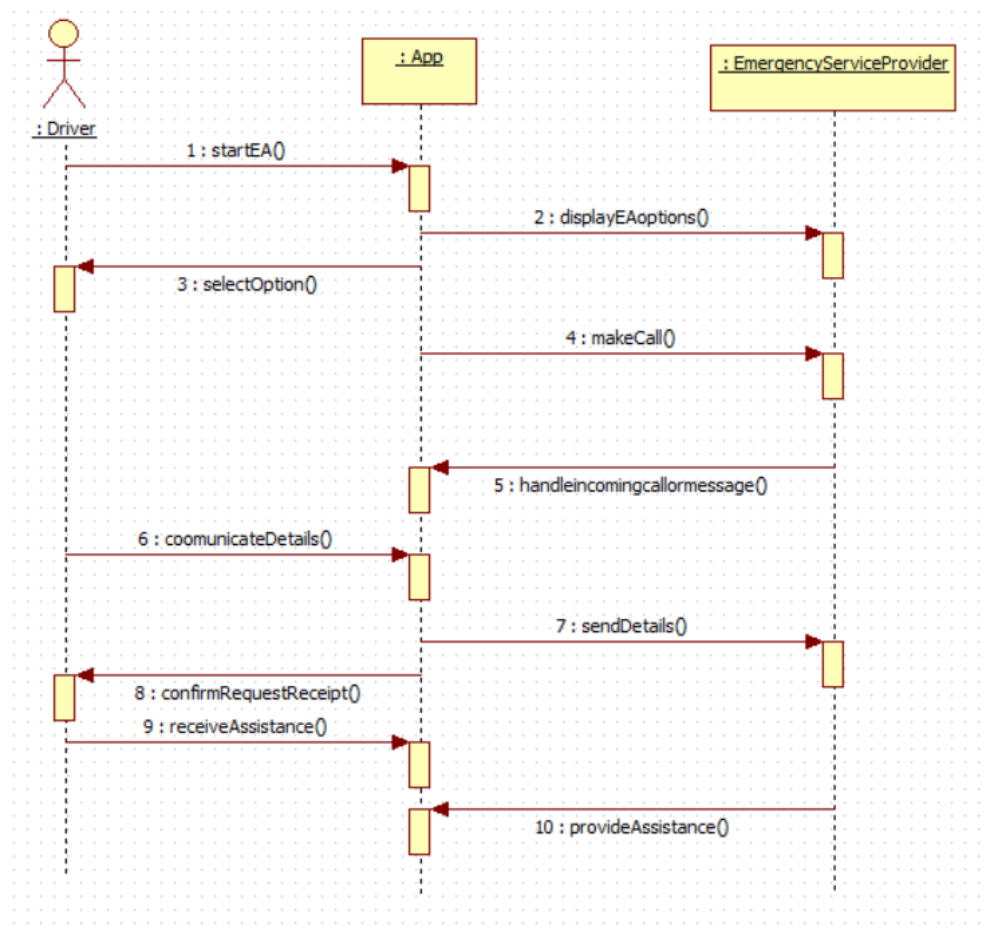 : App
: EmergencyServiceProvider
: Driver
1 : startEA()
2 : displayEAoptions()
3 : selectOption()
4 : makeCall()
5 : handleincomingcallormessage()
6 : coomunicateDetails()
7 : sendDetails()
8 : confirmRequestReceipt()
9 : receiveAssistance()
10 : provideAssistance()